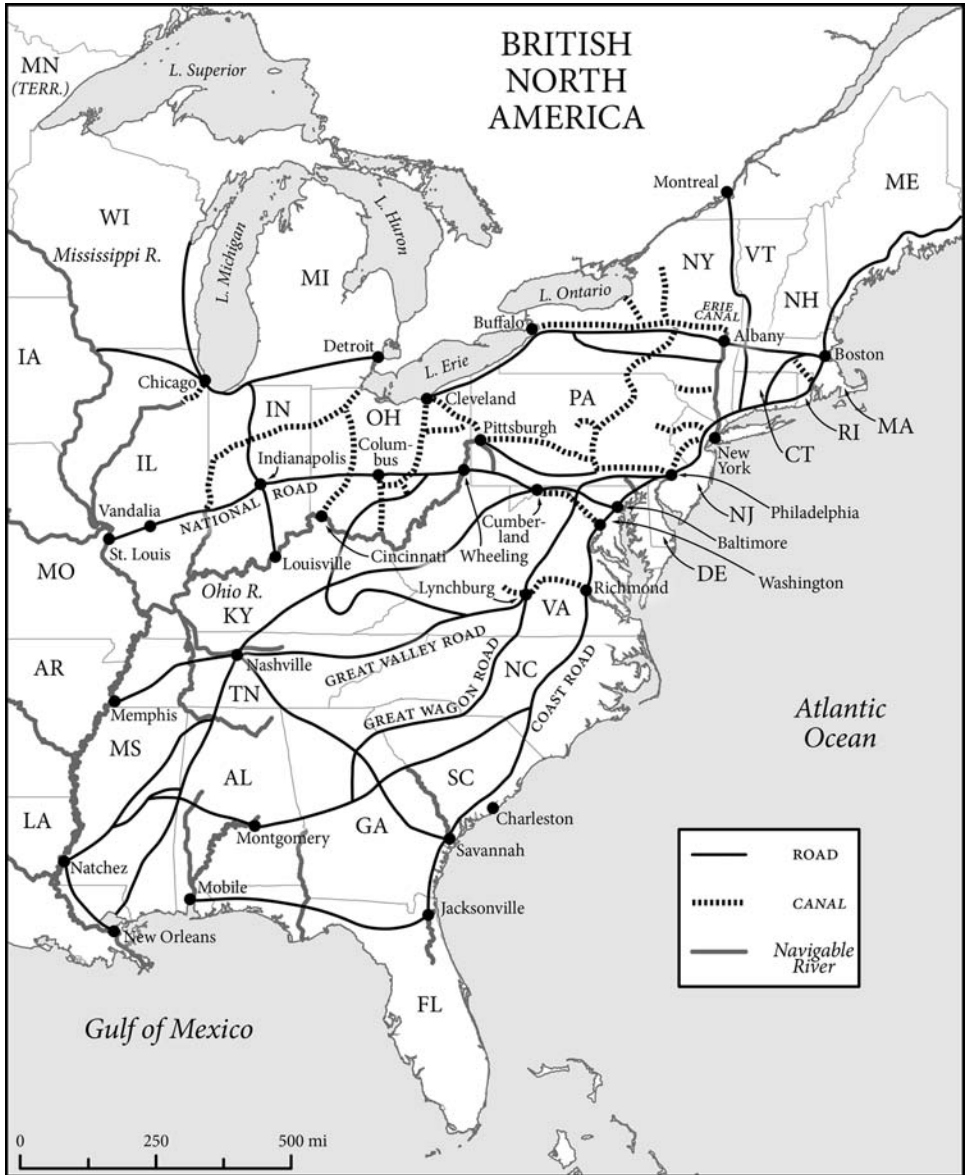 BRITISH
NORTH
AMERICA
MN
(TERR.)
L. Superior
Montreal
ME
WI
L. Michigan
L. Huron
Mississippi R.
MI
NY
VT
NH
L. Ontario
ERIE
CANAL
Buffalo
Albany
IA
Detroit
L. Erie
Boston
Chicago
Cleveland
IN
OH
PA
Pittsburgh
RI
MA
IL
Colum-
bus
New
York
CT
Indianapolis
NATIONAL ROAD
Vandalia
Cumber-
land
NJ
Philadelphia
St. Louis
Cincinnati
Wheeling
Baltimore
MO
Louisville
DE
Washington
Ohio R.
Lynchburg
Richmond
KY
VA
Nashville
GREAT VALLEY ROAD
AR
TN
NC
GREAT WAGON ROAD
COAST ROAD
Memphis
MS
Atlantic
Ocean
AL
SC
LA
GA
Charleston
Montgomery
Savannah
Natchez
Mobile
Jacksonville
New Orleans
ROAD
CANAL
Navigable
River
FL
Gulf of Mexico
0 250 500 mi